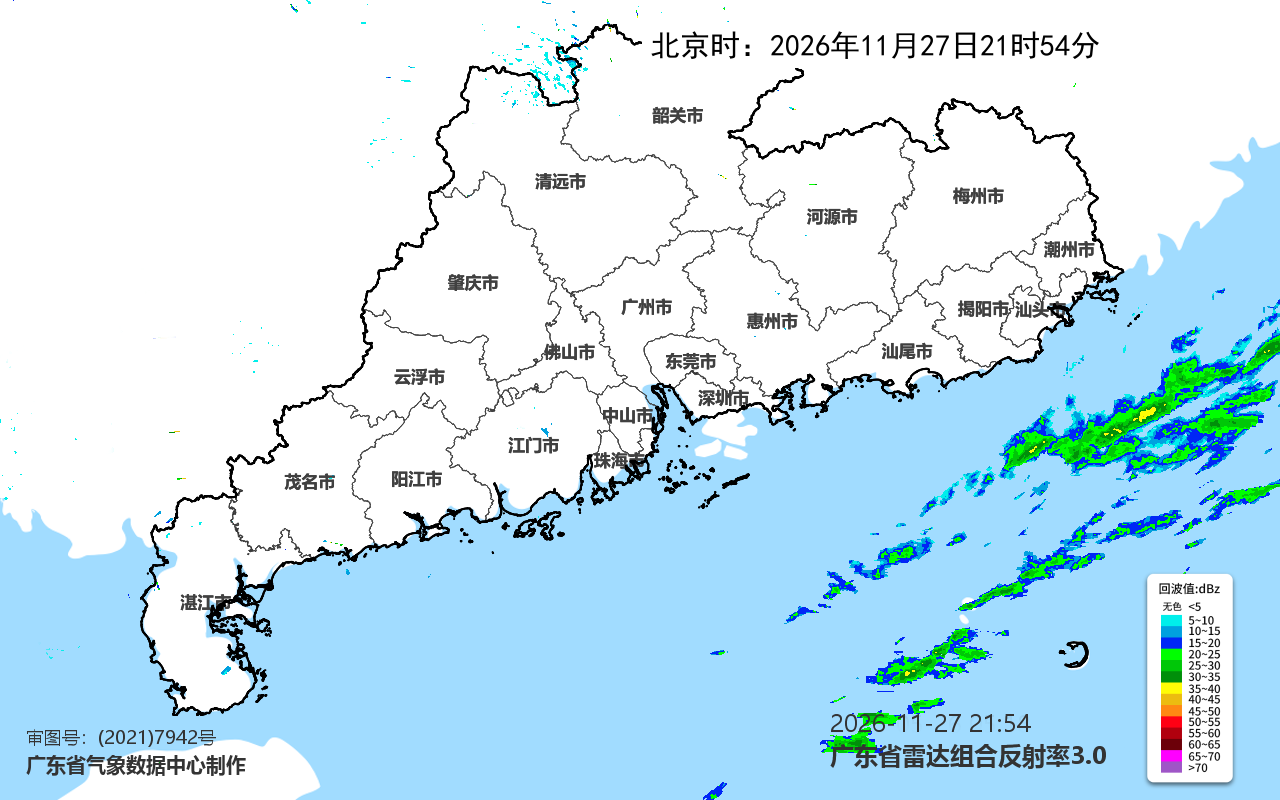 北京时：2026年11月27日21时54分
韶关市
清远市
梅州市
河源市
潮州市
肇庆市
广州市
揭阳市
汕头市
惠州市
佛山市
汕尾市
东莞市
云浮市
深圳市
中山市
江门市
珠海市
阳江市
茂名市
湛江市
回波值:dBz
无色 <5
5~10
10~15
15~20
20~25
25~30
30~35
35~40
40~45
45~50
50~55
55~60
60~65
65~70
>70
2026-11-27 21:54
广东省雷达组合反射率3.0
审图号：(2021)7942号
广东省气象数据中心制作